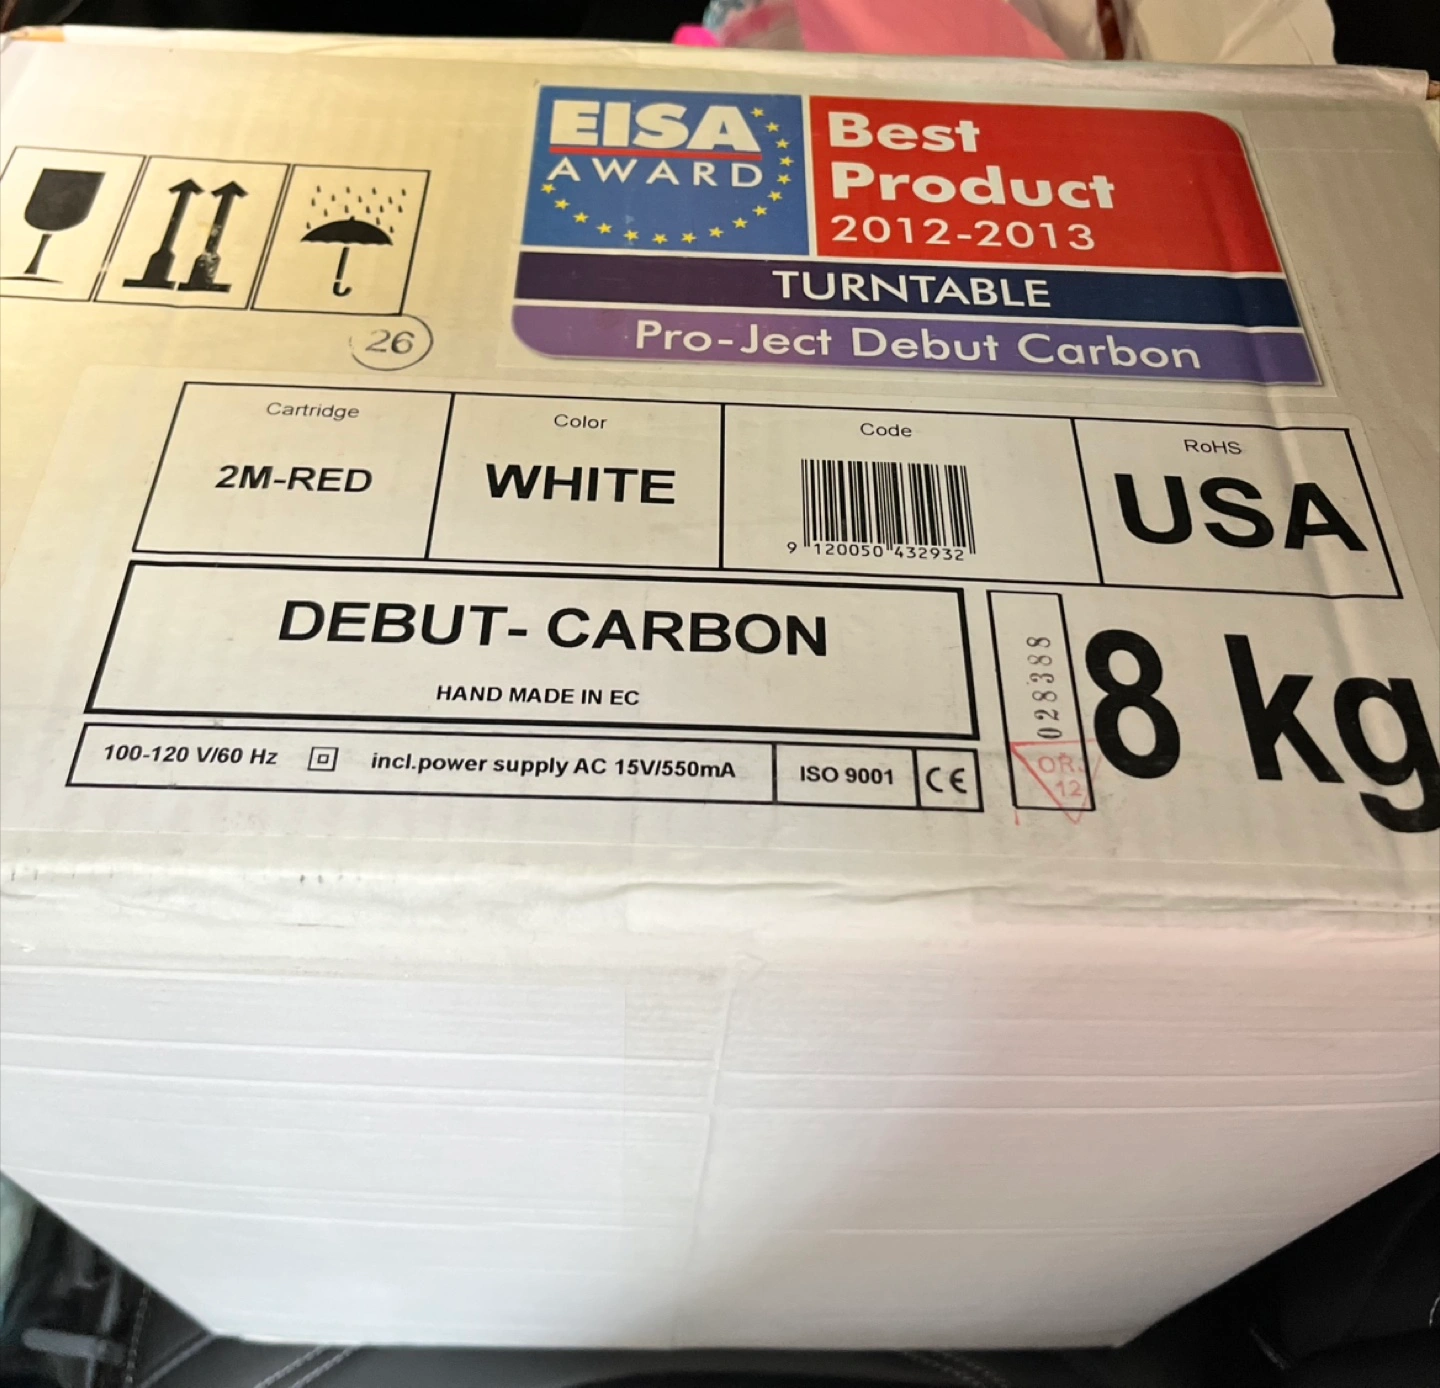 EISA
AWARD
Best
Product
2012-2013
TURNTABLE
Pro-Ject Debut Carbon
26
Cartridge
2M-RED
Color
WHITE
Code
9 120050 432932
RoHS
USA
DEBUT- CARBON
HAND MADE IN EC
028388
8 kg
100-120 V/60 Hz incl.power supply AC 15V/550mA
ISO 9001
CE
OR.
12